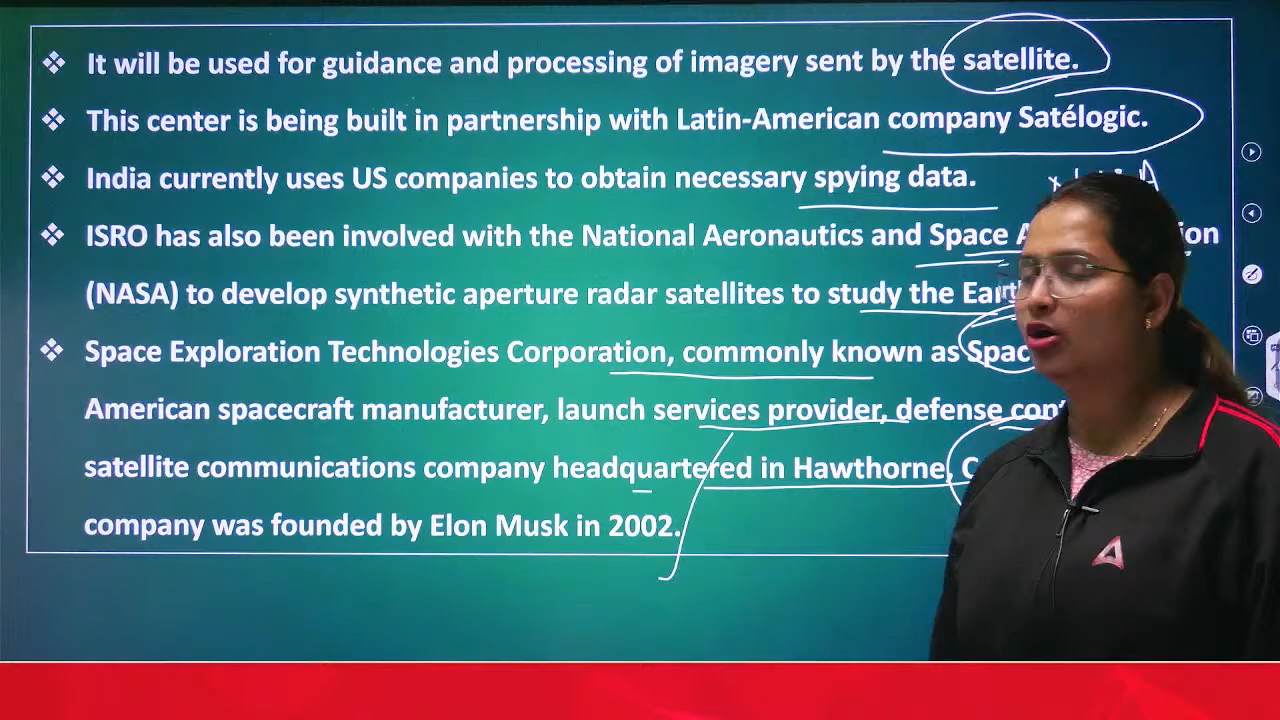 ❖ It will be used for guidance and processing of imagery sent by the satellite.
❖ This center is being built in partnership with Latin-American company Satélogic.
❖ India currently uses US companies to obtain necessary spying data.
❖ ISRO has also been involved with the National Aeronautics and Space
(NASA) to develop synthetic aperture radar satellites to study the
❖ Space Exploration Technologies Corporation, commonly known as
American spacecraft manufacturer, launch services provider, defense
satellite communications company headquartered in Hawthorne,
company was founded by Elon Musk in 2002.